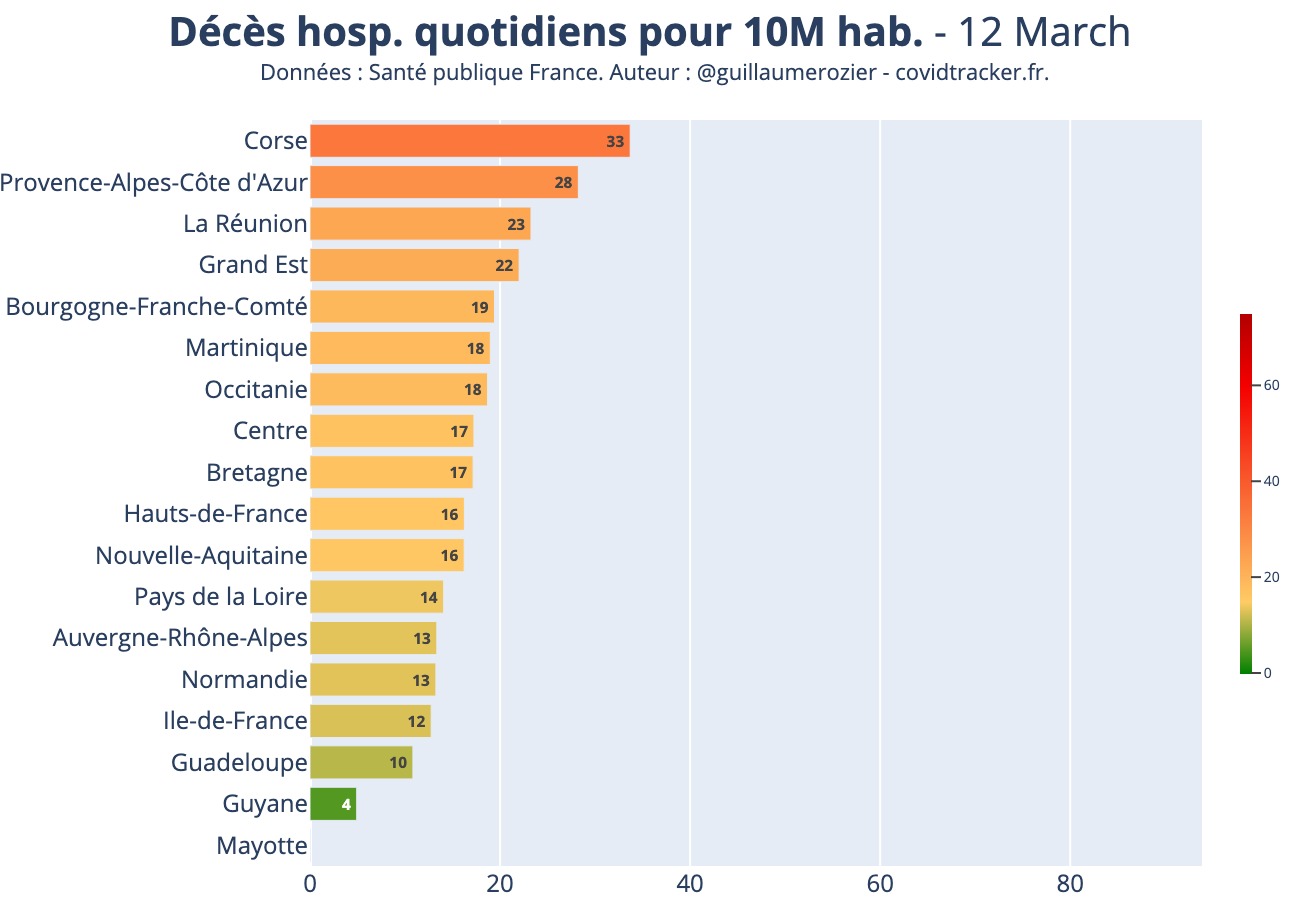 Décès hosp. quotidiens pour 10M hab. - 12 March
Données : Santé publique France. Auteur : @guillaumerozier - covidtracker.fr.
Corse 33
Provence-Alpes-Côte d'Azur 28
La Réunion 23
Grand Est 22
Bourgogne-Franche-Comté 19
Martinique 18
Occitanie 18
Centre 17
Bretagne 17
Hauts-de-France 16
Nouvelle-Aquitaine 16
Pays de la Loire 14
Auvergne-Rhône-Alpes 13
Normandie 13
Ile-de-France 12
Guadeloupe 10
Guyane 4
Mayotte
0 20 40 60 80
60
40
20
0